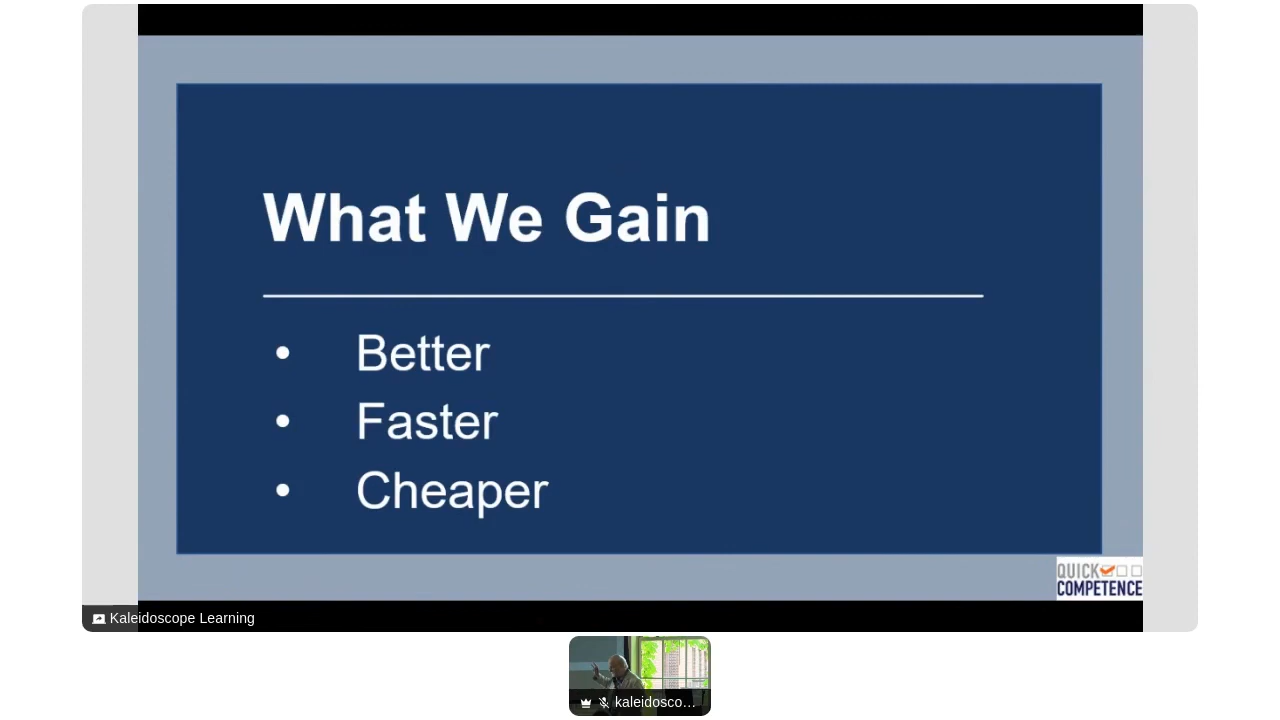 What We Gain
• Better
• Faster
• Cheaper
QUICK
COMPETENCE
Kaleidoscope Learning
kaleidosco…